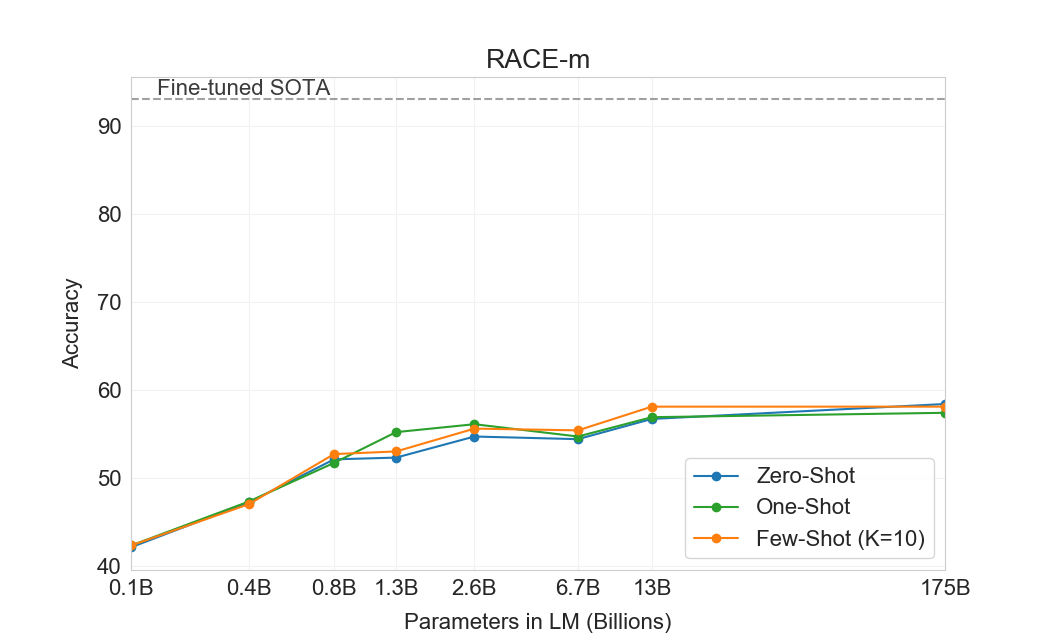 RACE-m
Fine-tuned SOTA
90
80
70
60
50
40
Accuracy
0.1B 0.4B 0.8B 1.3B 2.6B 6.7B 13B 175B
Parameters in LM (Billions)
Zero-Shot
One-Shot
Few-Shot (K=10)